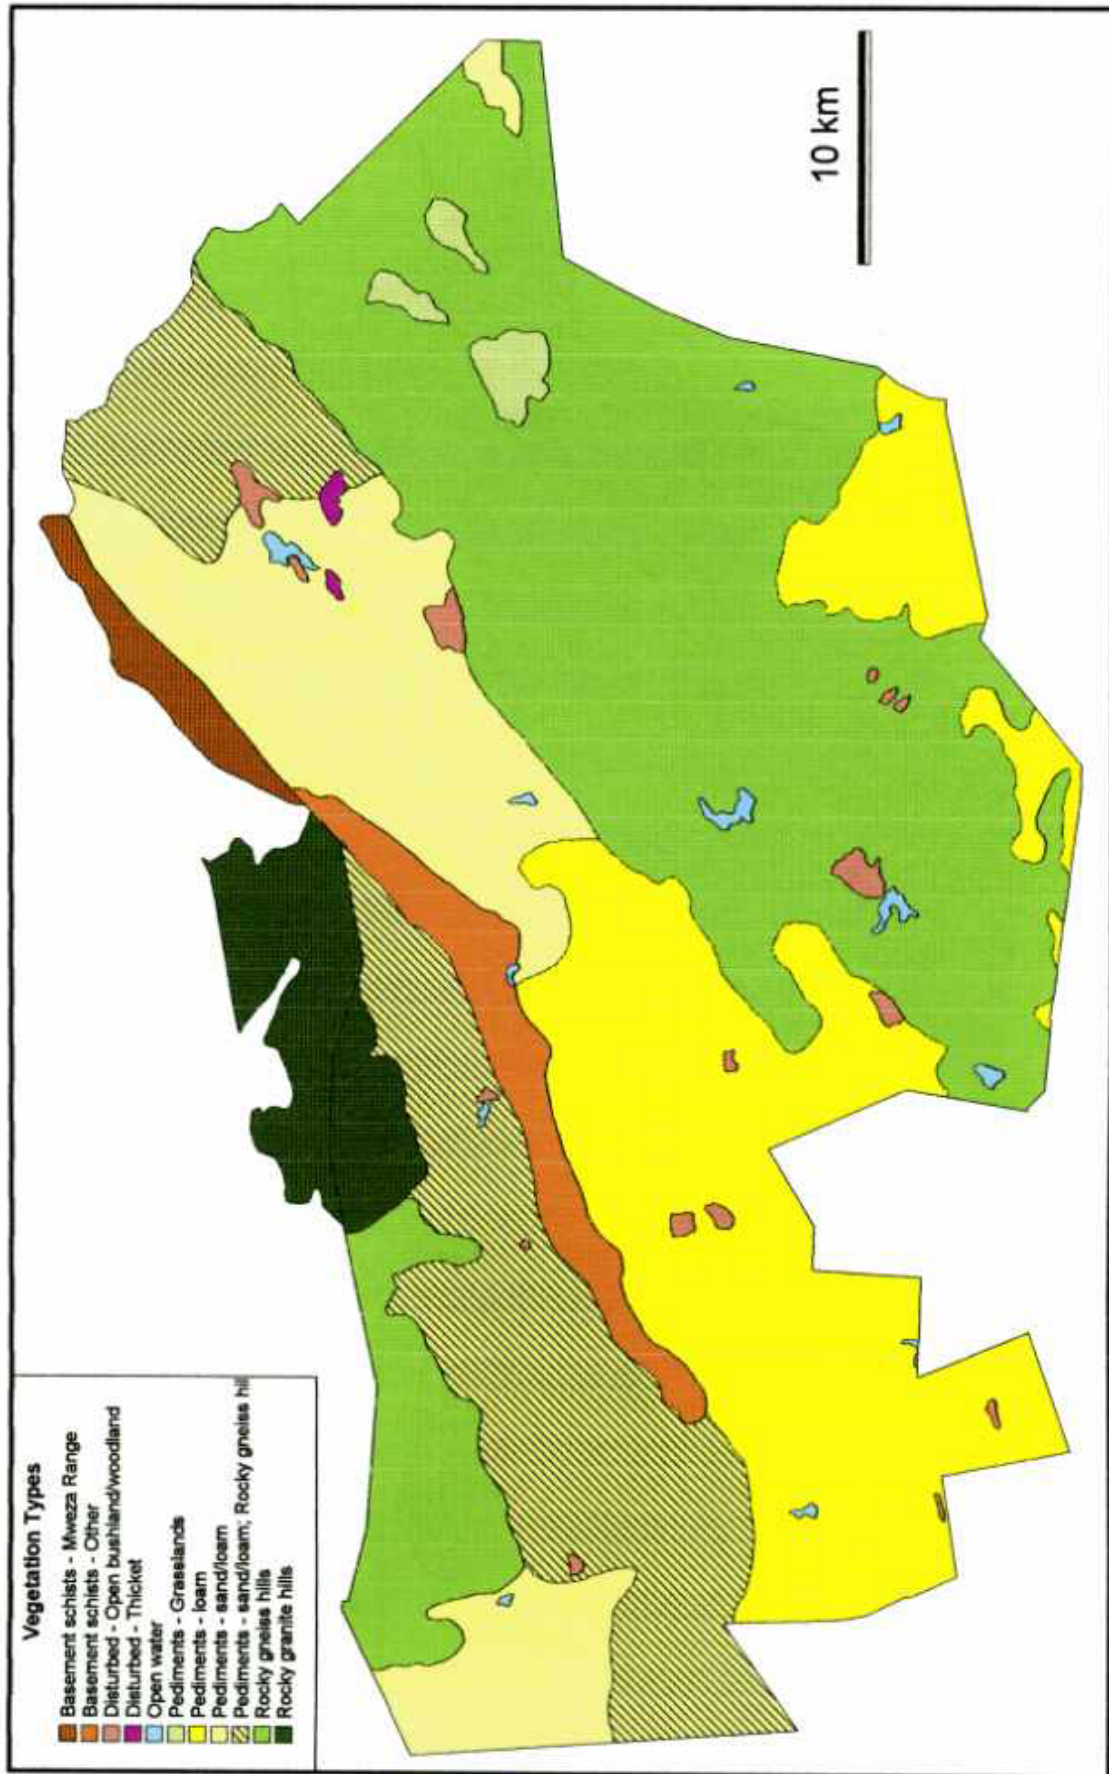 Vegetation Types
Basement schists - Mweza Range
Basement schists - Other
Disturbed - Open bushland/woodland
Disturbed - Thicket
Open water
Pediments - Grasslands
Pediments - loam
Pediments - sand/loam
Pediments - sand/loam; Rocky gneiss hil
Rocky gneiss hills
Rocky granite hills
10 km